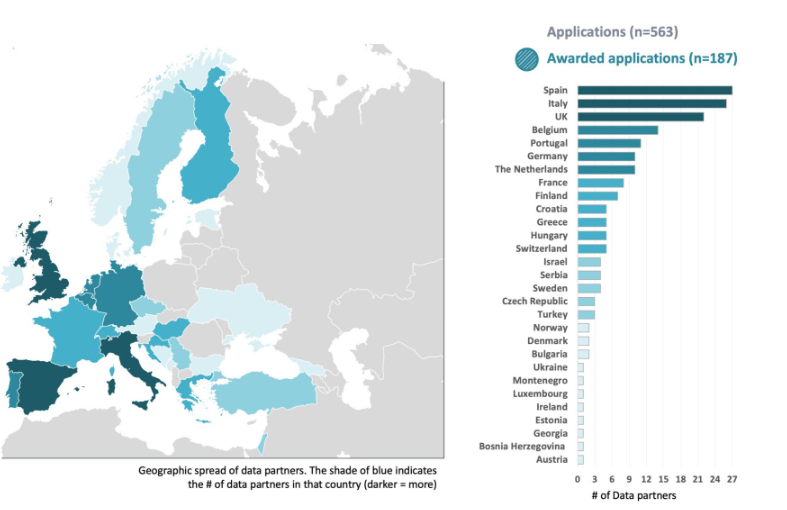 Applications (n=563)
Awarded applications (n=187)
Spain
Italy
UK
Belgium
Portugal
Germany
The Netherlands
France
Finland
Croatia
Greece
Hungary
Switzerland
Israel
Serbia
Sweden
Czech Republic
Turkey
Norway
Denmark
Bulgaria
Ukraine
Montenegro
Luxembourg
Ireland
Estonia
Georgia
Bosnia Herzegovina
Austria
0 3 6 9 12 15 18 21 24 27
# of Data partners
Geographic spread of data partners. The shade of blue indicates
the # of data partners in that country (darker = more)